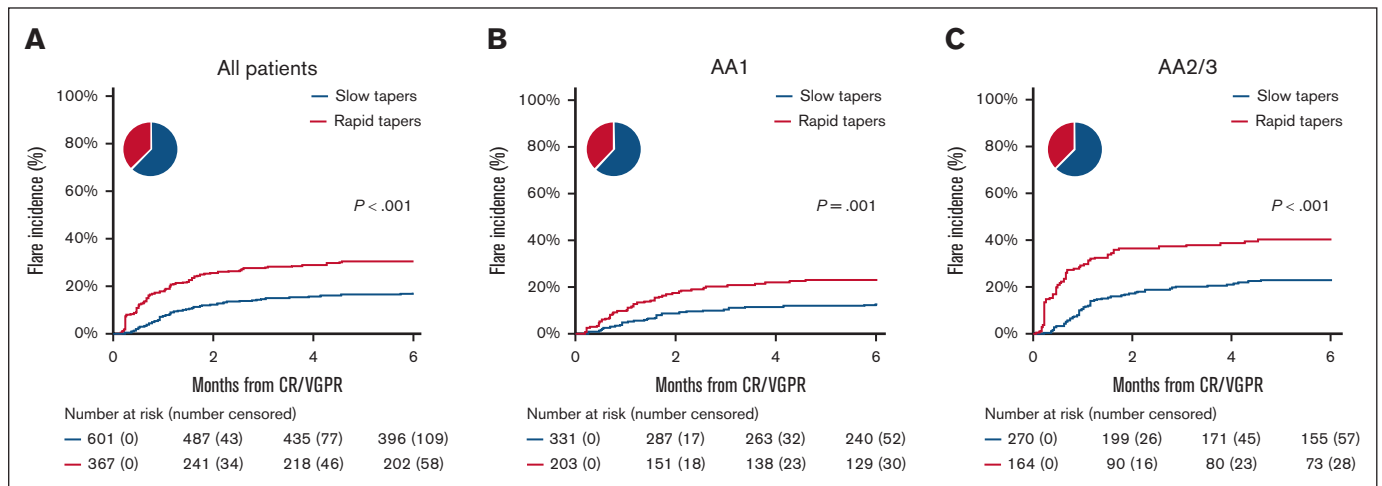 A
All patients
100%
80%
60%
40%
20%
0%
Flare incidence (%)
Slow tapers
Rapid tapers
P < .001
0 2 4 6
Months from CR/VGPR
Number at risk (number censored)
601 (0) 487 (43) 435 (77) 396 (109)
367 (0) 241 (34) 218 (46) 202 (58)
B
AA1
100%
80%
60%
40%
20%
0%
Flare incidence (%)
Slow tapers
Rapid tapers
P = .001
0 2 4 6
Months from CR/VGPR
Number at risk (number censored)
331 (0) 287 (17) 263 (32) 240 (52)
203 (0) 151 (18) 138 (23) 129 (30)
C
AA2/3
100%
80%
60%
40%
20%
0%
Flare incidence (%)
Slow tapers
Rapid tapers
P < .001
0 2 4 6
Months from CR/VGPR
Number at risk (number censored)
270 (0) 199 (26) 171 (45) 155 (57)
164 (0) 90 (16) 80 (23) 73 (28)